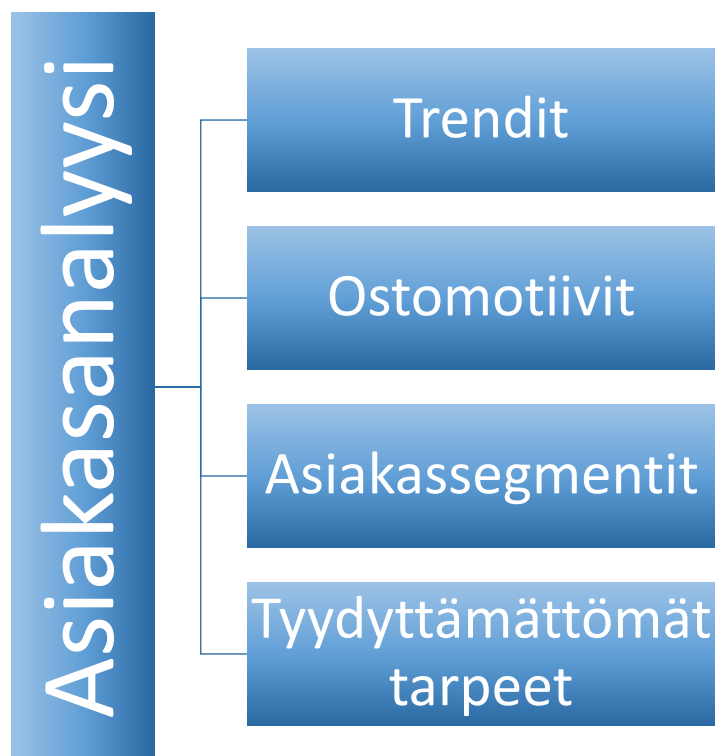 Asiakasanalyysi
Trendit
Ostomotiivit
Asiakassegmentit
Tyydyttämättömät
tarpeet